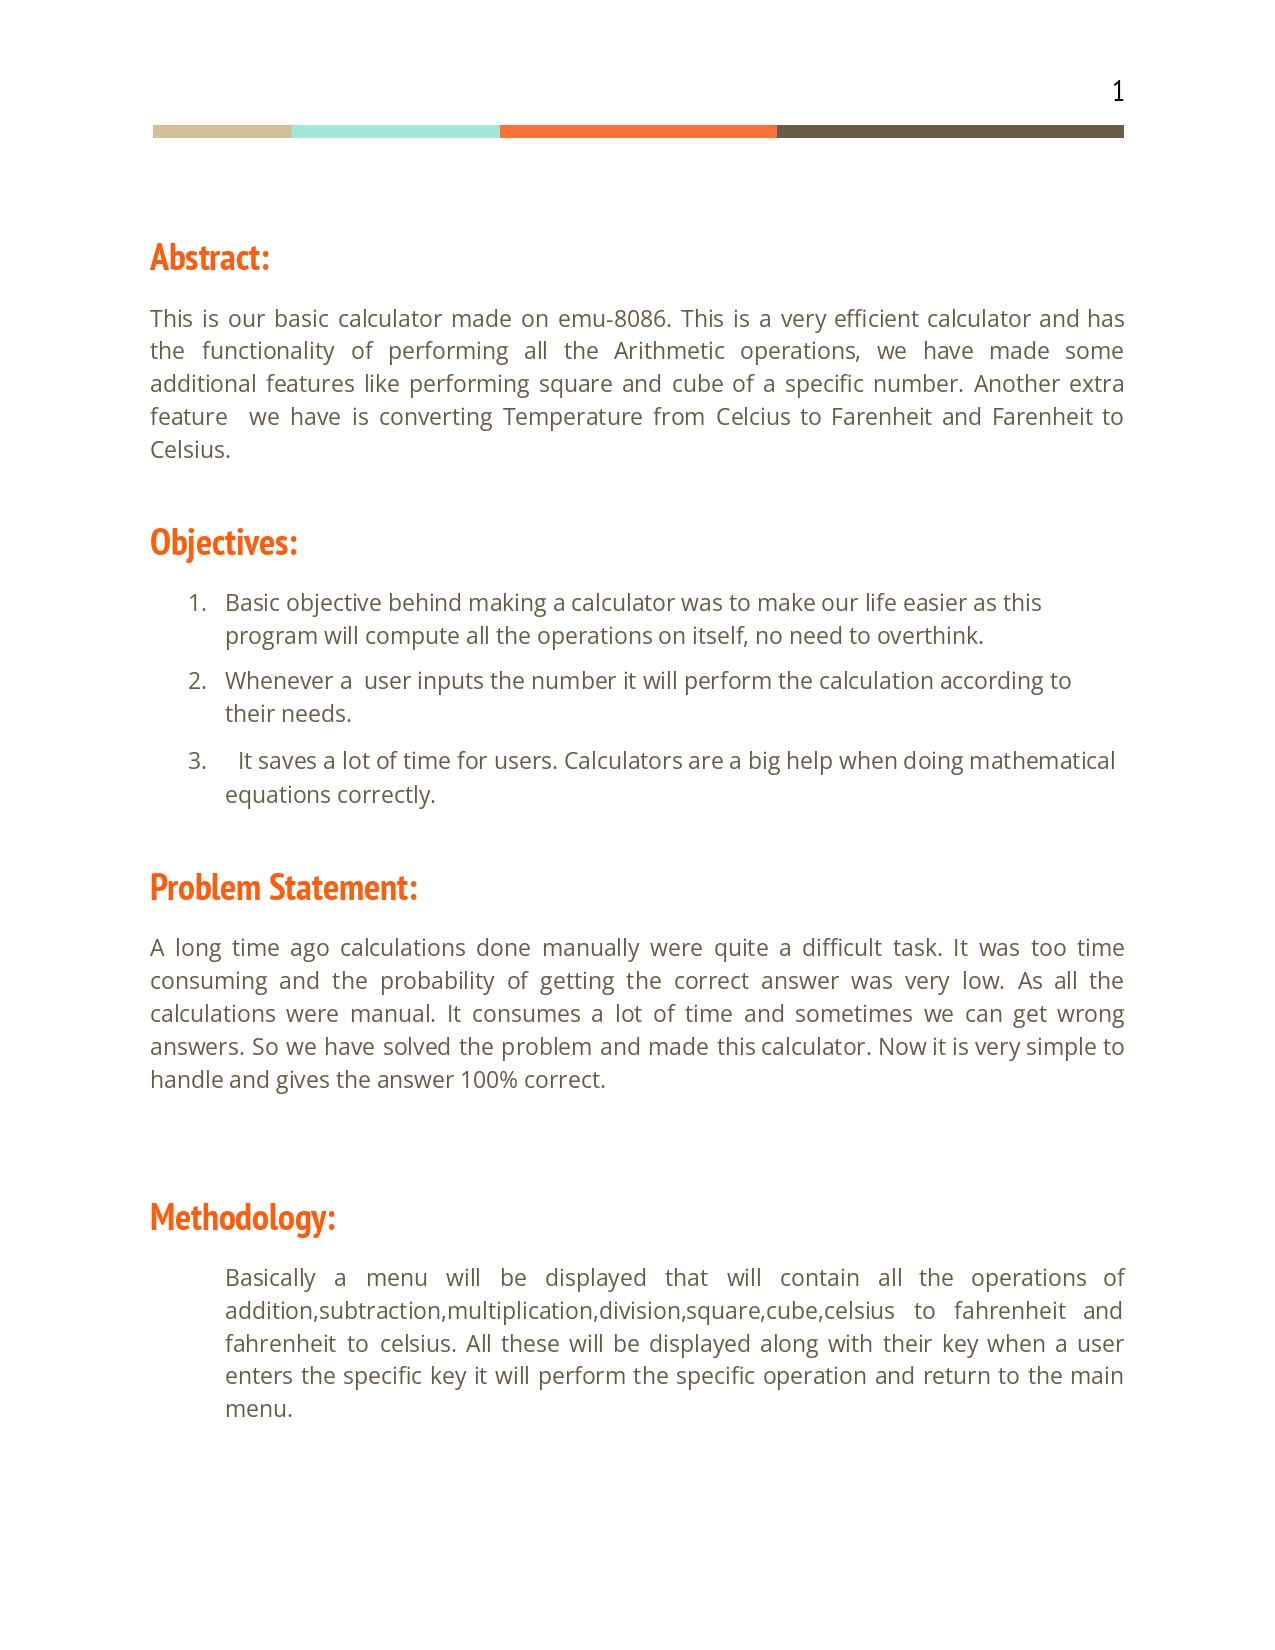 1
Abstract:
This is our basic calculator made on emu-8086. This is a very efficient calculator and has
the functionality of performing all the Arithmetic operations, we have made some
additional features like performing square and cube of a specific number. Another extra
feature we have is converting Temperature from Celcius to Farenheit and Farenheit to
Celsius.
Objectives:
1. Basic objective behind making a calculator was to make our life easier as this
program will compute all the operations on itself, no need to overthink.
2. Whenever a user inputs the number it will perform the calculation according to
their needs.
3. It saves a lot of time for users. Calculators are a big help when doing mathematical
equations correctly.
Problem Statement:
A long time ago calculations done manually were quite a difficult task. It was too time
consuming and the probability of getting the correct answer was very low. As all the
calculations were manual. It consumes a lot of time and sometimes we can get wrong
answers. So we have solved the problem and made this calculator. Now it is very simple to
handle and gives the answer 100% correct.
Methodology:
Basically a menu will be displayed that will contain all the operations of
addition,subtraction,multiplication,division,square,cube,celsius to fahrenheit and
fahrenheit to celsius. All these will be displayed along with their key when a user
enters the specific key it will perform the specific operation and return to the main
menu.